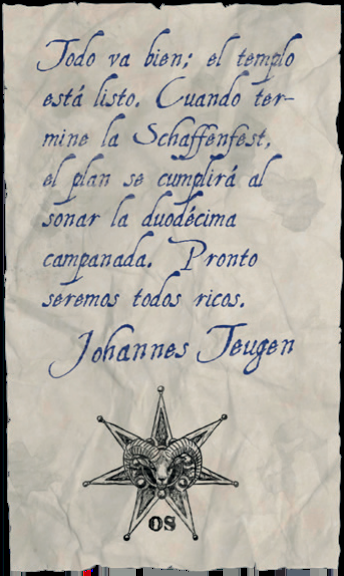 Todo va bien; el templo
está listo. Cuando ter-
mine la Schaffenfest,
el plan se cumplirá al
sonar la duodécima
campanada. Pronto
seremos todos ricos.
Johannes Teugen
OS